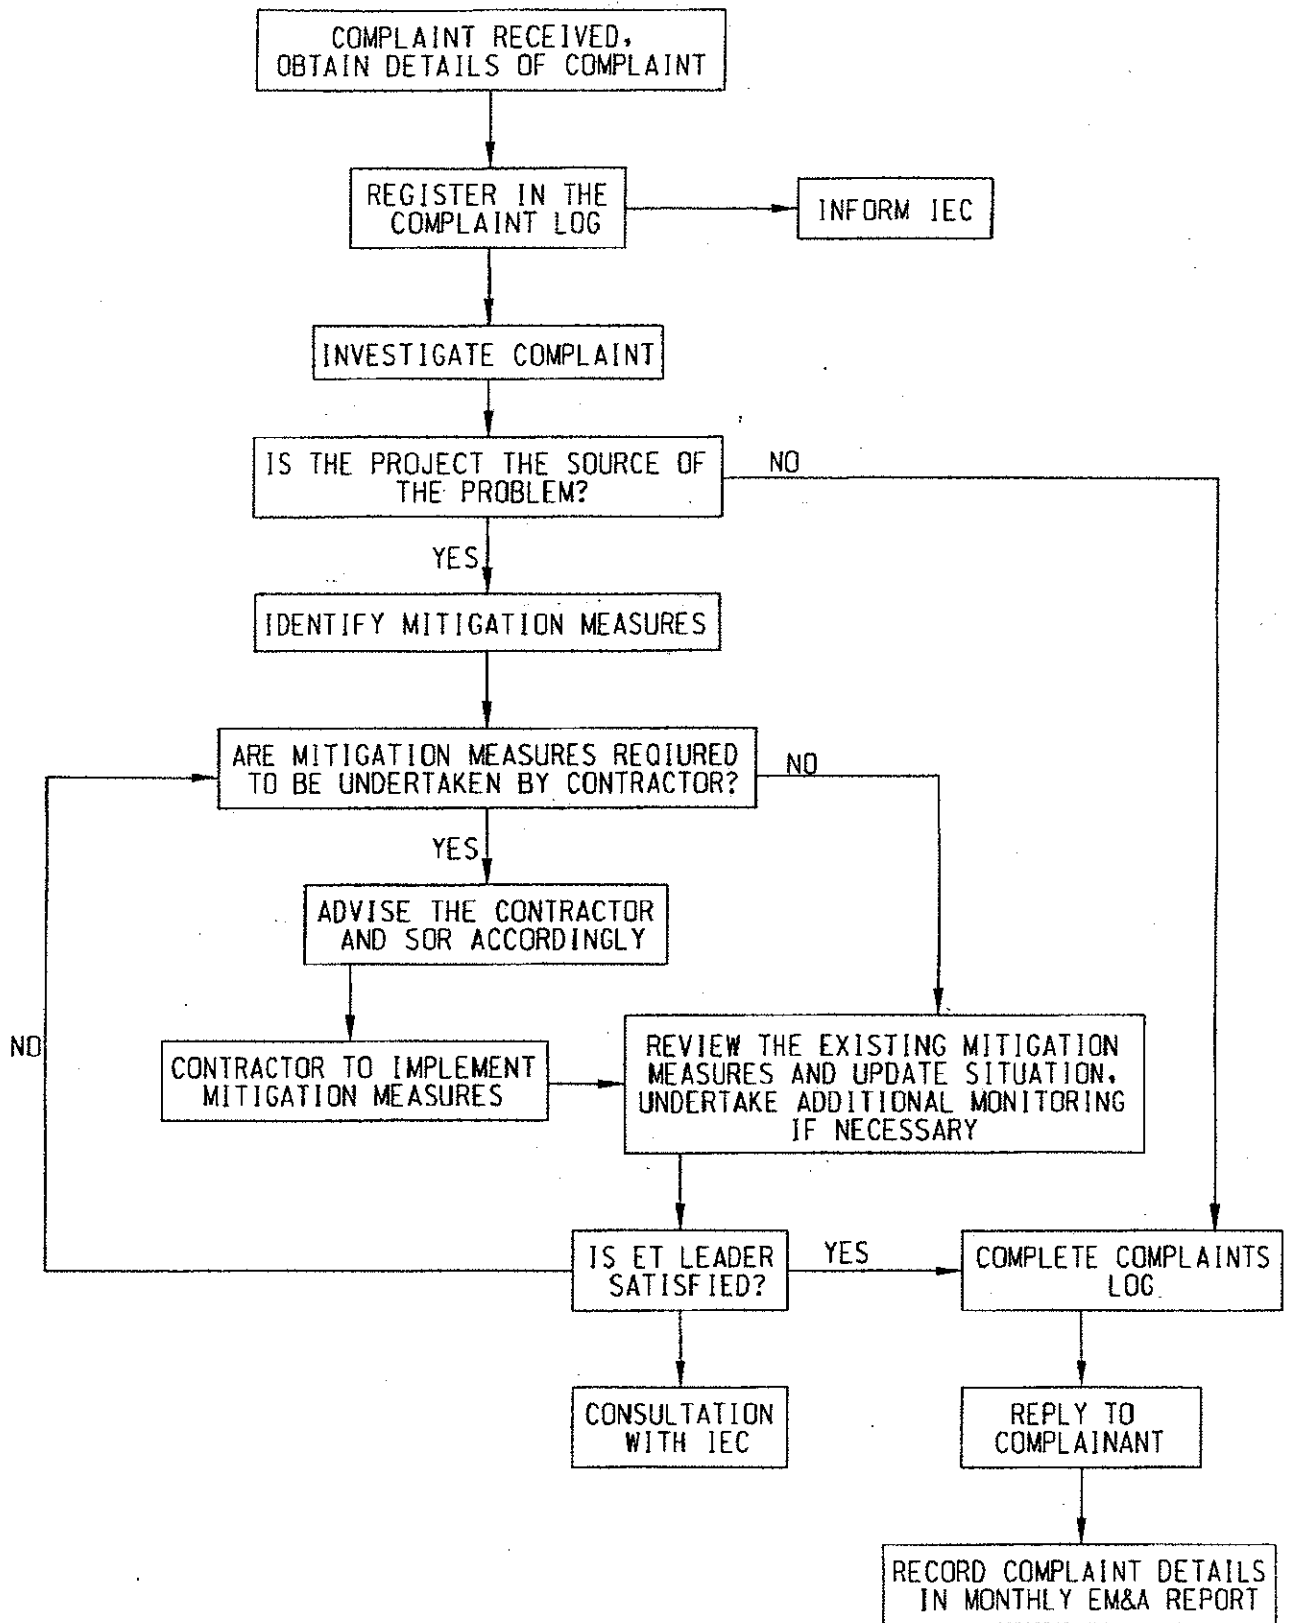 COMPLAINT RECEIVED,
OBTAIN DETAILS OF COMPLAINT
REGISTER IN THE
COMPLAINT LOG
INFORM IEC
INVESTIGATE COMPLAINT
IS THE PROJECT THE SOURCE OF
THE PROBLEM?
NO
YES
IDENTIFY MITIGATION MEASURES
ARE MITIGATION MEASURES REQIURED
TO BE UNDERTAKEN BY CONTRACTOR?
NO
YES
ADVISE THE CONTRACTOR
AND SOR ACCORDINGLY
NO
CONTRACTOR TO IMPLEMENT
MITIGATION MEASURES
REVIEW THE EXISTING MITIGATION
MEASURES AND UPDATE SITUATION,
UNDERTAKE ADDITIONAL MONITORING
IF NECESSARY
IS ET LEADER
SATISFIED?
YES
COMPLETE COMPLAINTS
LOG
CONSULTATION
WITH IEC
REPLY TO
COMPLAINANT
RECORD COMPLAINT DETAILS
IN MONTHLY EM&A REPORT